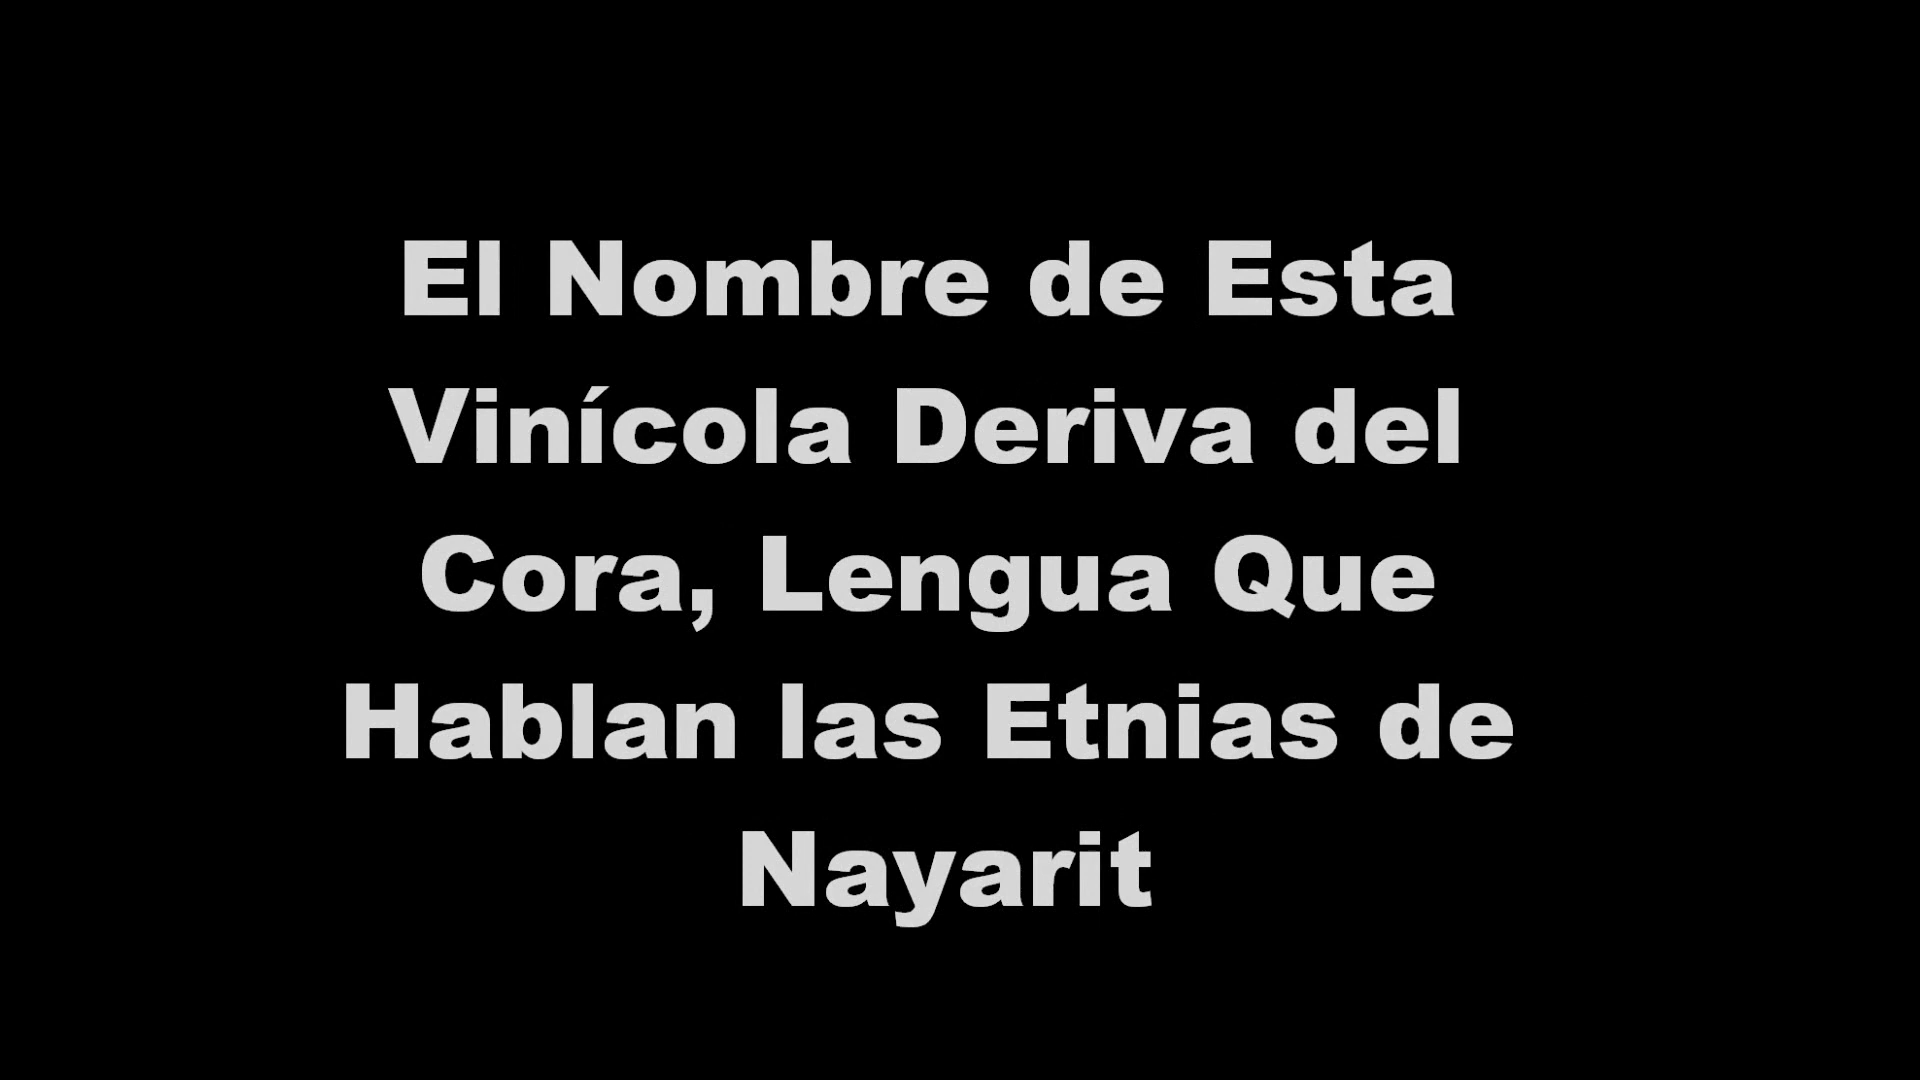 El Nombre de Esta
Vinícola Deriva del
Cora, Lengua Que
Hablan las Etnias de
Nayarit